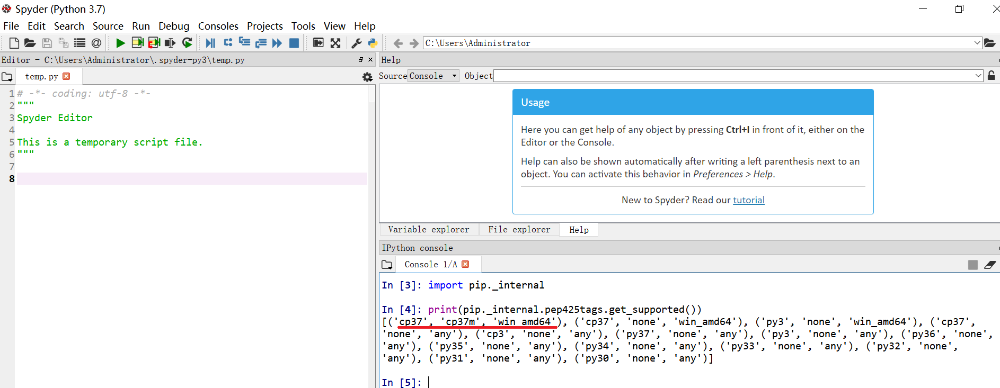 Spyder (Python 3.7)
File Edit Search Source Run Debug Consoles Projects Tools View Help
C:\Users\Administrator
Editor - C:\Users\Administrator\.spyder-py3\temp.py
temp.py
1 # -*- coding: utf-8 -*-
2 """
3 Spyder Editor
4
5 This is a temporary script file.
6 """
7
8
Help
Source Console Object
Usage
Here you can get help of any object by pressing Ctrl+I in front of it, either on the
Editor or the Console.
Help can also be shown automatically after writing a left parenthesis next to an
object. You can activate this behavior in Preferences > Help.
New to Spyder? Read our tutorial
Variable explorer File explorer Help
IPython console
Console 1/A
In [3]: import pip._internal
In [4]: print(pip._internal.pep425tags.get_supported())
[('cp37', 'cp37m', 'win_amd64'), ('cp37', 'none', 'win_amd64'), ('py3', 'none', 'win_amd64'), ('cp37',
'none', 'any'), ('cp3', 'none', 'any'), ('py37', 'none', 'any'), ('py3', 'none', 'any'), ('py36', 'none',
'any'), ('py35', 'none', 'any'), ('py34', 'none', 'any'), ('py33', 'none', 'any'), ('py32', 'none',
'any'), ('py31', 'none', 'any'), ('py30', 'none', 'any')]
In [5]: